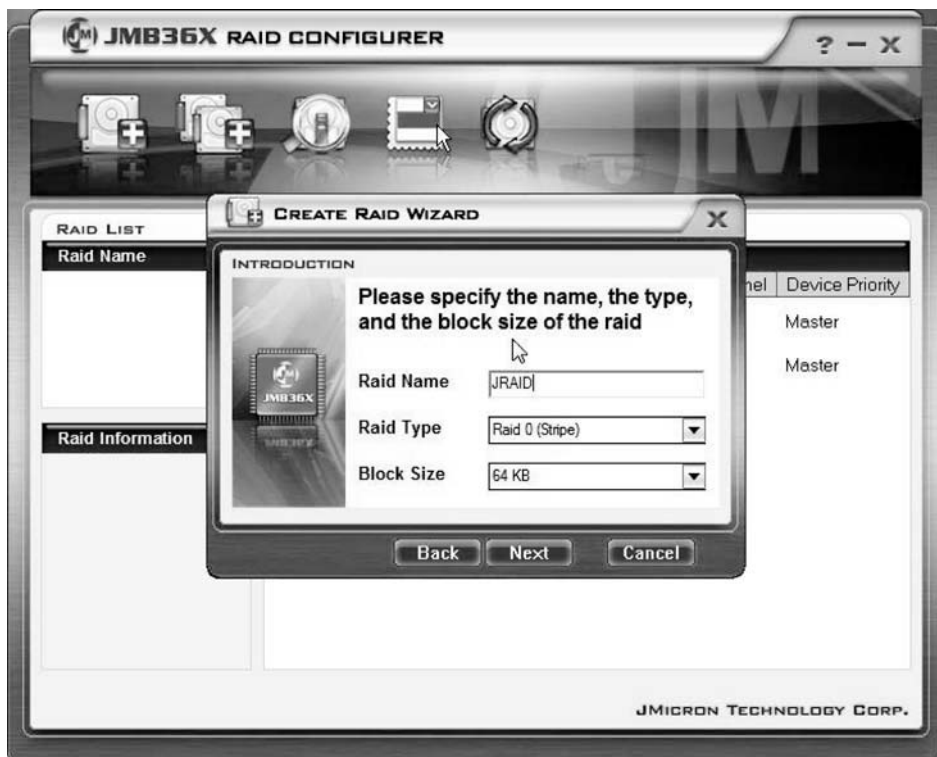 JMB36X RAID CONFIGURER
? – X
JM
RAID LIST
Raid Name
nel Device Priority
Master
Master
Raid Information
CREATE RAID WIZARD X
INTRODUCTION
Please specify the name, the type,
and the block size of the raid
JM
JMB36X
Raid Name JRAID
Raid Type Raid 0 (Stripe)
Block Size 64 KB
Back Next Cancel
JMICRON TECHNOLOGY CORP.